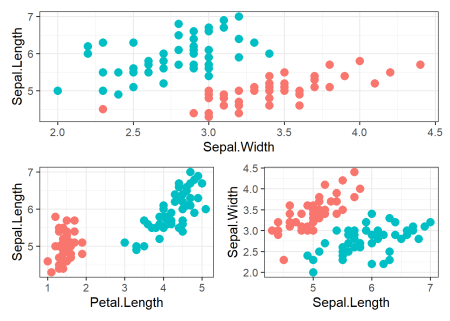 Sepal.Length
7
6
5
2.0 2.5 3.0 3.5 4.0 4.5
Sepal.Width
Sepal.Length
7
6
5
1 2 3 4 5
Petal.Length
Sepal.Width
4.5
4.0
3.5
3.0
2.5
2.0
5 6 7
Sepal.Length